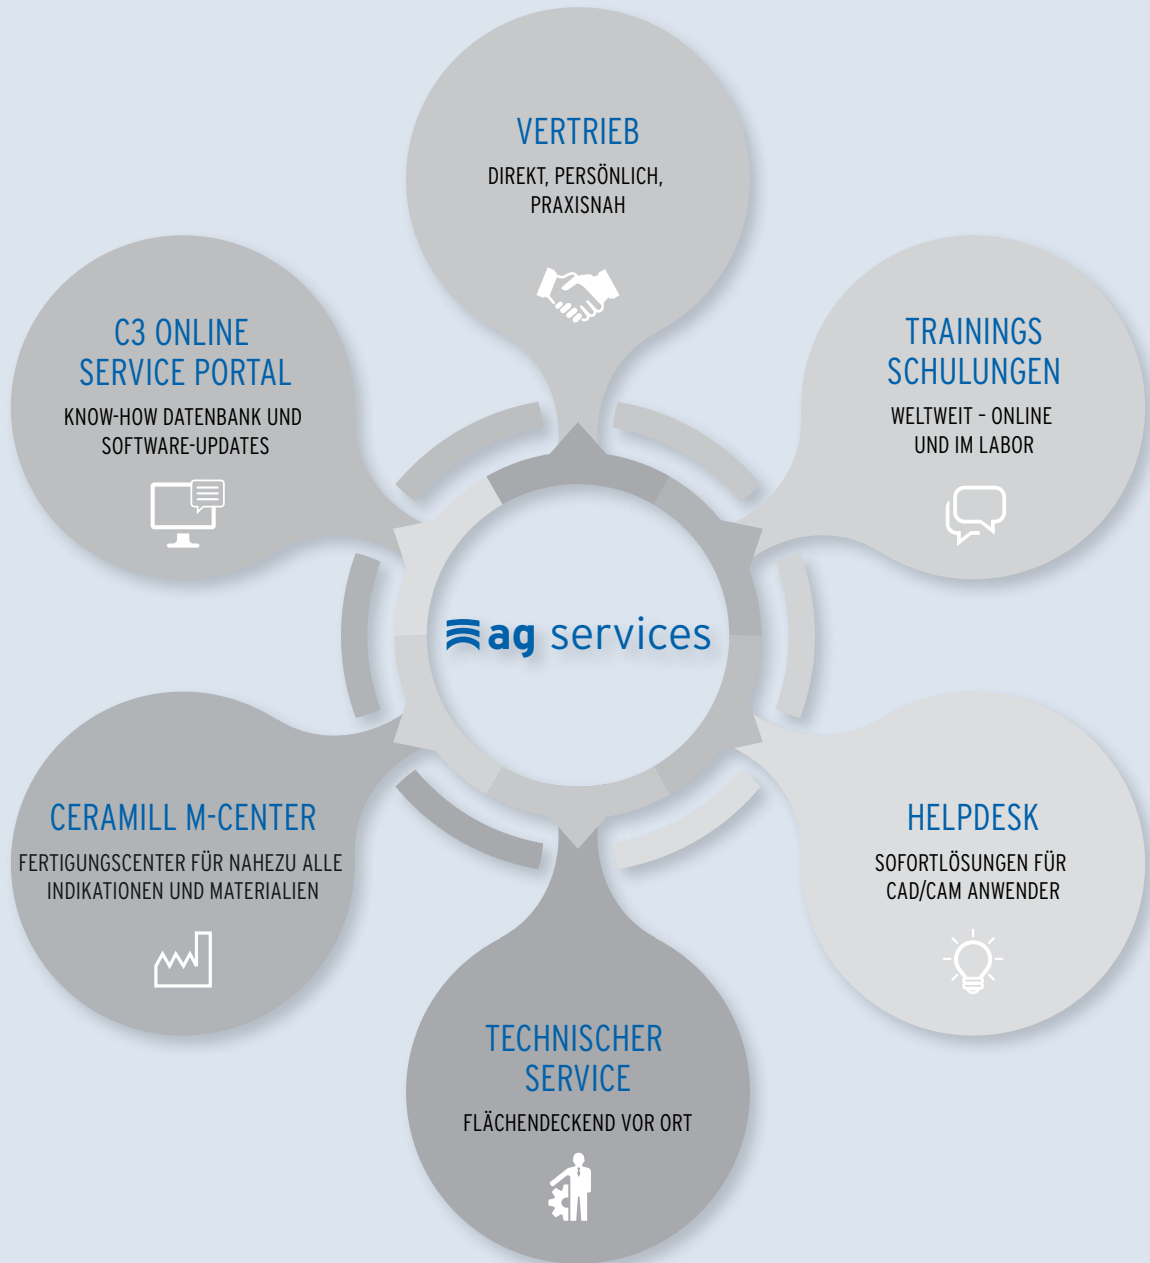 VERTRIEB
DIREKT, PERSÖNLICH,
PRAXISNAH
C3 ONLINE
SERVICE PORTAL
KNOW-HOW DATENBANK UND
SOFTWARE-UPDATES
TRAININGS
SCHULUNGEN
WELTWEIT – ONLINE
UND IM LABOR
ag services
CERAMILL M-CENTER
FERTIGUNGSCENTER FÜR NAHEZU ALLE
INDIKATIONEN UND MATERIALIEN
HELPDESK
SOFORTLÖSUNGEN FÜR
CAD/CAM ANWENDER
TECHNISCHER
SERVICE
FLÄCHENDECKEND VOR ORT